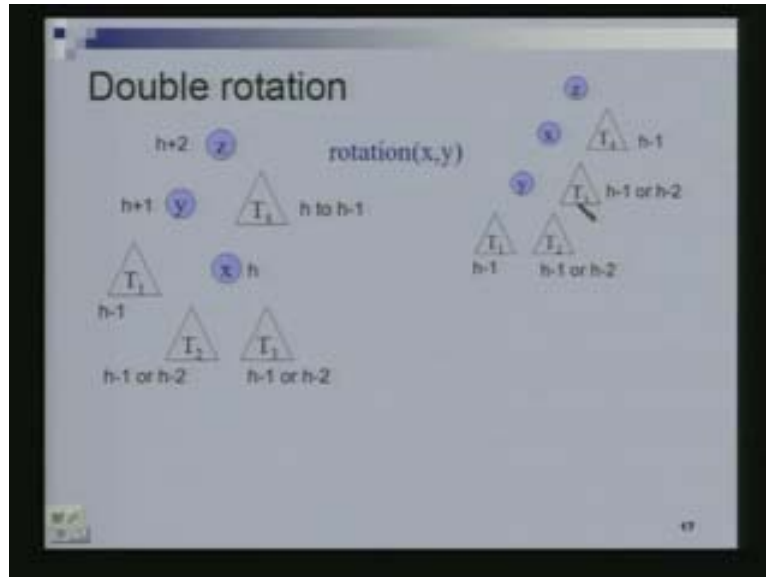 Double rotation
z
h+2 z
rotation(x,y)
x T4 h-1
h+1 y T4 h to h-1
y T3 h-1 or h-2
T1 x h
T1 T2
h-1 h-1 or h-2
h-1
T2 T3
h-1 or h-2 h-1 or h-2
17